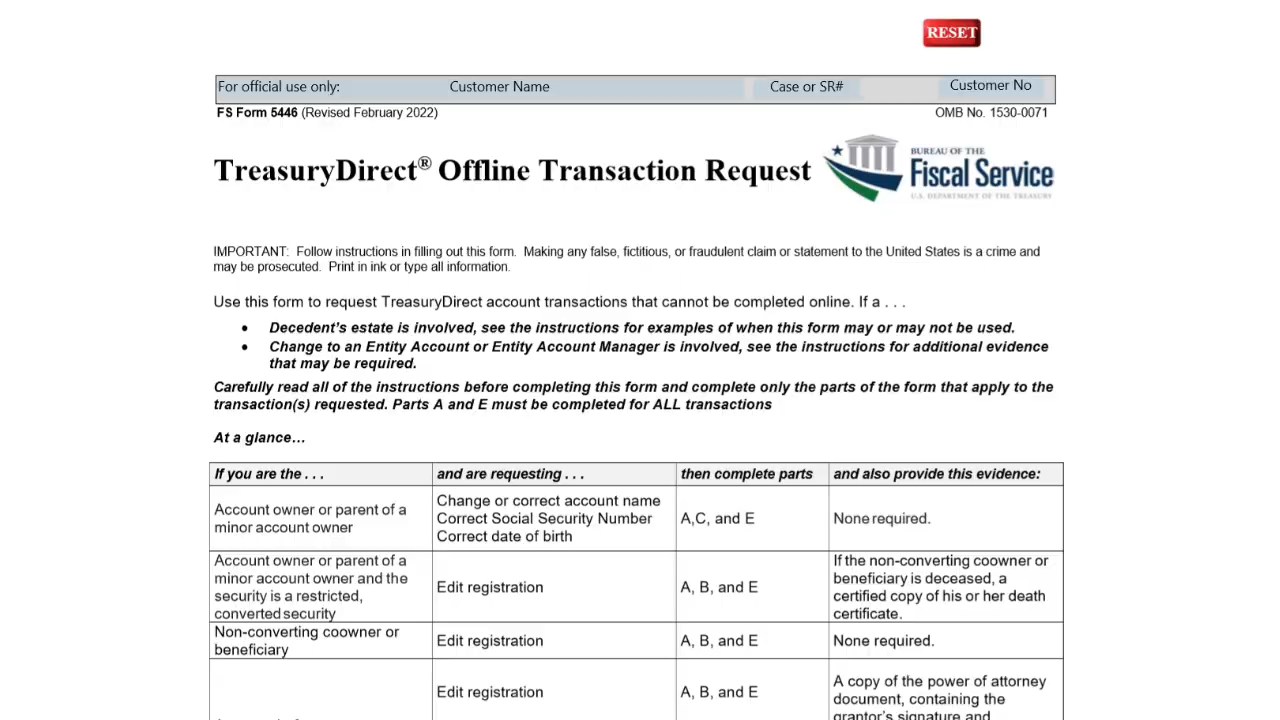 RESET
For official use only: Customer Name Case or SR# Customer No
FS Form 5446 (Revised February 2022) OMB No. 1530-0071
TreasuryDirect® Offline Transaction Request
BUREAU OF THE
Fiscal Service
U.S. DEPARTMENT OF THE TREASURY
IMPORTANT: Follow instructions in filling out this form. Making any false, fictitious, or fraudulent claim or statement to the United States is a crime and
may be prosecuted. Print in ink or type all information.
Use this form to request TreasuryDirect account transactions that cannot be completed online. If a . . .
• Decedent's estate is involved, see the instructions for examples of when this form may or may not be used.
• Change to an Entity Account or Entity Account Manager is involved, see the instructions for additional evidence
that may be required.
Carefully read all of the instructions before completing this form and complete only the parts of the form that apply to the
transaction(s) requested. Parts A and E must be completed for ALL transactions
At a glance…
If you are the . . . and are requesting . . . then complete parts and also provide this evidence:
Account owner or parent of a
minor account owner
Change or correct account name
Correct Social Security Number
Correct date of birth
A,C, and E
None required.
Account owner or parent of a
minor account owner and the
security is a restricted,
converted security
Edit registration
A, B, and E
If the non-converting coowner or
beneficiary is deceased, a
certified copy of his or her death
certificate.
Non-converting coowner or
beneficiary
Edit registration
A, B, and E
None required.
Edit registration
A, B, and E
A copy of the power of attorney
document, containing the
grantor's signature and